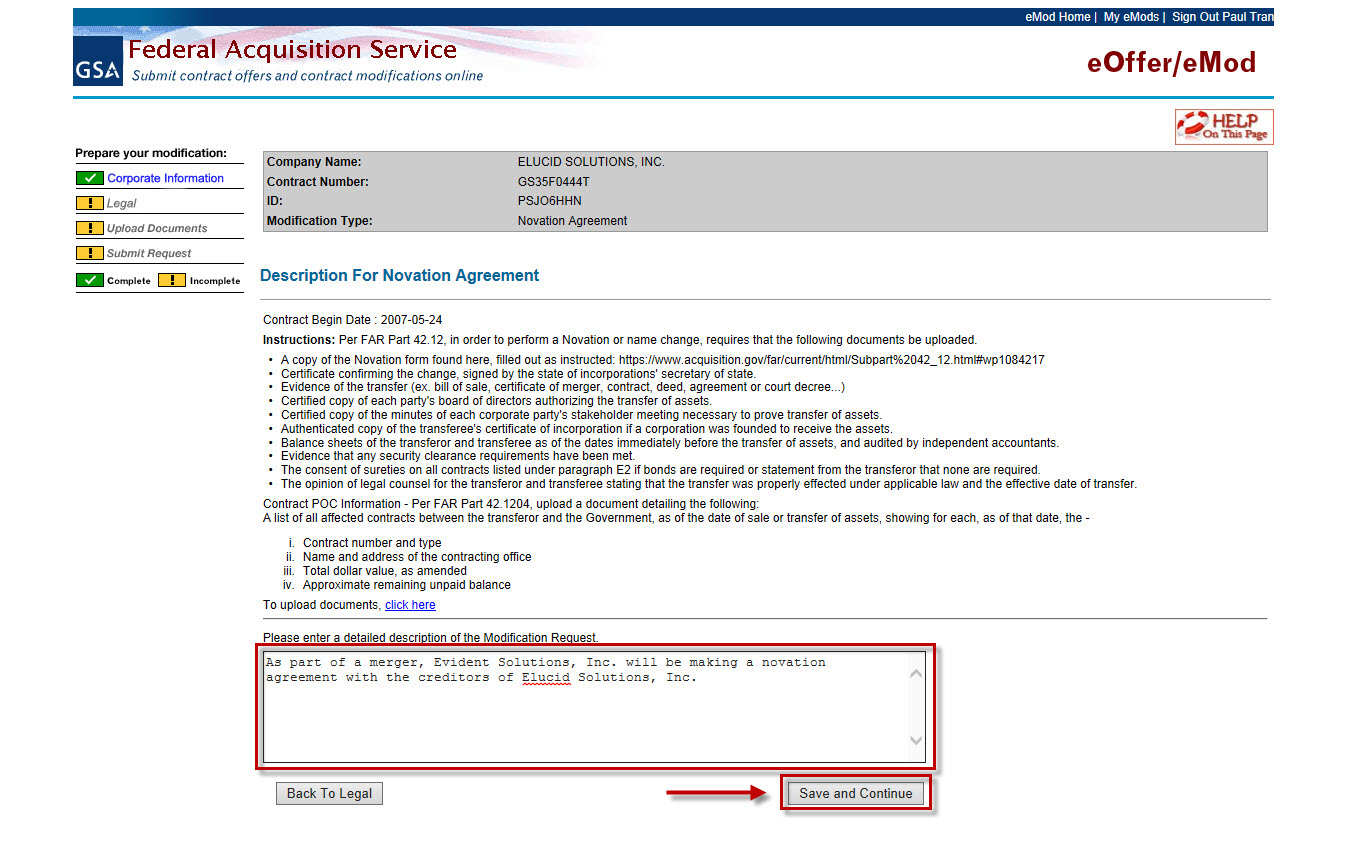 eMod Home | My eMods | Sign Out Paul Tran
GSA
Federal Acquisition Service
Submit contract offers and contract modifications online
eOffer/eMod
HELP
On This Page
Prepare your modification:
Corporate Information
! Legal
! Upload Documents
! Submit Request
Complete ! Incomplete
Company Name: ELUCID SOLUTIONS, INC.
Contract Number: GS35F0444T
ID: PSJO6HHN
Modification Type: Novation Agreement
Description For Novation Agreement
Contract Begin Date : 2007-05-24
Instructions: Per FAR Part 42.12, in order to perform a Novation or name change, requires that the following documents be uploaded.
• A copy of the Novation form found here, filled out as instructed: https://www.acquisition.gov/far/current/html/Subpart%2042_12.html#wp1084217
• Certificate confirming the change, signed by the state of incorporations' secretary of state.
• Evidence of the transfer (ex. bill of sale, certificate of merger, contract, deed, agreement or court decree...)
• Certified copy of each party's board of directors authorizing the transfer of assets.
• Certified copy of the minutes of each corporate party's stakeholder meeting necessary to prove transfer of assets.
• Authenticated copy of the transferee's certificate of incorporation if a corporation was founded to receive the assets.
• Balance sheets of the transferor and transferee as of the dates immediately before the transfer of assets, and audited by independent accountants.
• Evidence that any security clearance requirements have been met.
• The consent of sureties on all contracts listed under paragraph E2 if bonds are required or statement from the transferor that none are required.
• The opinion of legal counsel for the transferor and transferee stating that the transfer was properly effected under applicable law and the effective date of transfer.
Contract POC Information - Per FAR Part 42.1204, upload a document detailing the following:
A list of all affected contracts between the transferor and the Government, as of the date of sale or transfer of assets, showing for each, as of that date, the -
i. Contract number and type
ii. Name and address of the contracting office
iii. Total dollar value, as amended
iv. Approximate remaining unpaid balance
To upload documents, click here
Please enter a detailed description of the Modification Request.
As part of a merger, Evident Solutions, Inc. will be making a novation
agreement with the creditors of Elucid Solutions, Inc.
Back To Legal
Save and Continue